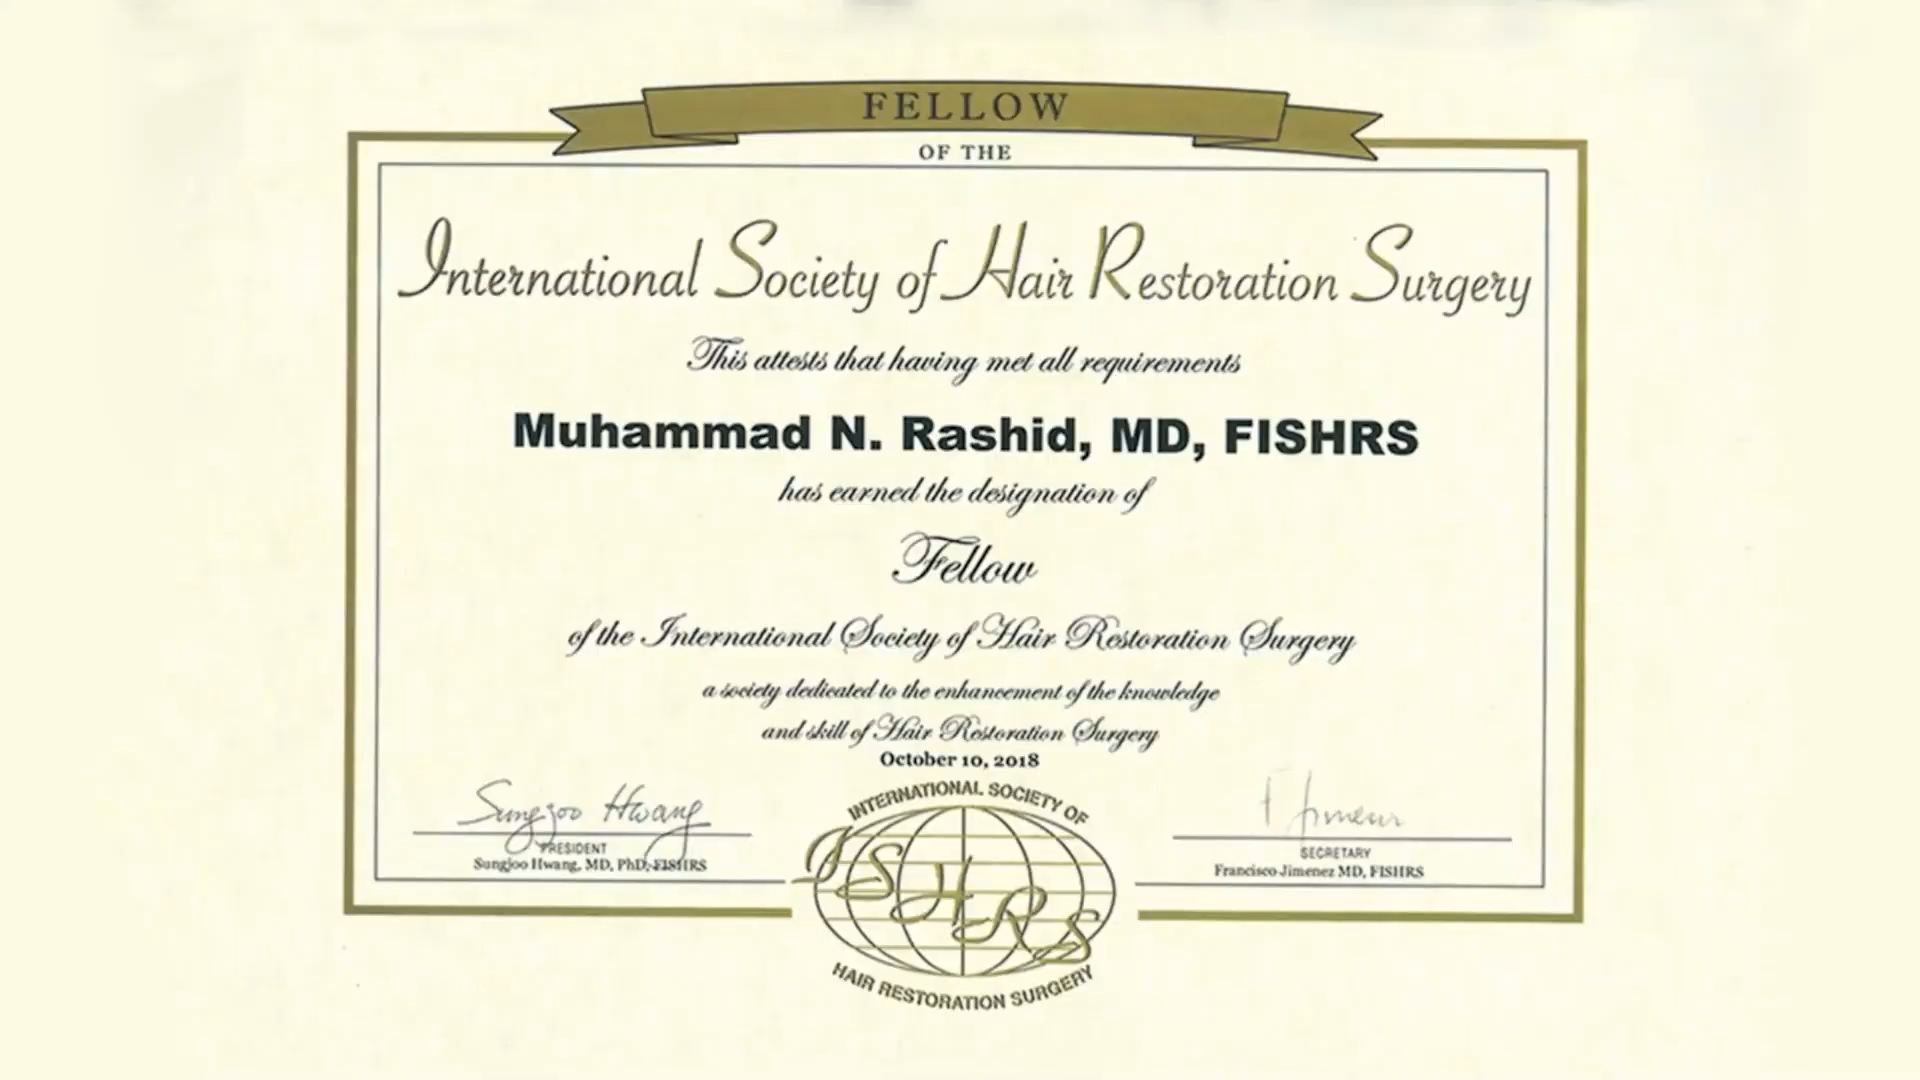 FELLOW
OF THE
International Society of Hair Restoration Surgery
This attests that having met all requirements
Muhammad N. Rashid, MD, FISHRS
has earned the designation of
Fellow
of the International Society of Hair Restoration Surgery
a society dedicated to the enhancement of the knowledge
and skill of Hair Restoration Surgery
October 10, 2018
Sungjoo Hwang
PRESIDENT
Sungjoo Hwang, MD, PhD, FISHRS
F Jimenez
SECRETARY
Francisco Jimenez MD, FISHRS
INTERNATIONAL SOCIETY OF
ISHRS
HAIR RESTORATION SURGERY